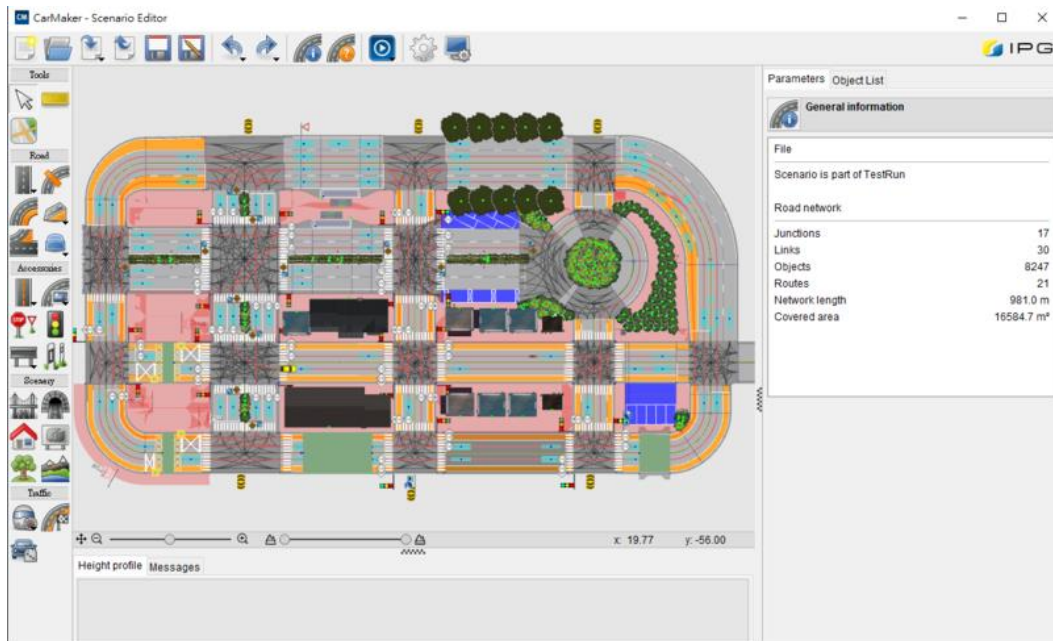 CM CarMaker - Scenario Editor
IPG
Tools
Road
Accessories
STOP
Scenery
Traffic
x: 19.77 y: -56.00
Height profile Messages
Parameters Object List
General information
File
Scenario is part of TestRun
Road network
Junctions 17
Links 30
Objects 8247
Routes 21
Network length 981.0 m
Covered area 16584.7 m²